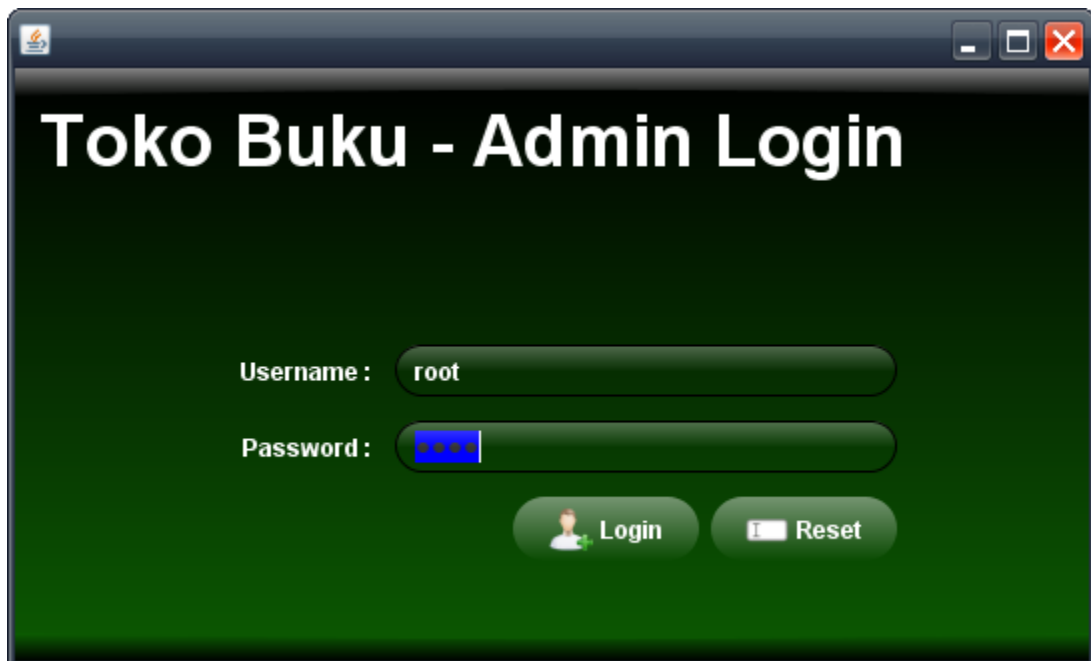 Toko Buku - Admin Login
Username :
root
Password :
••••
Login
Reset